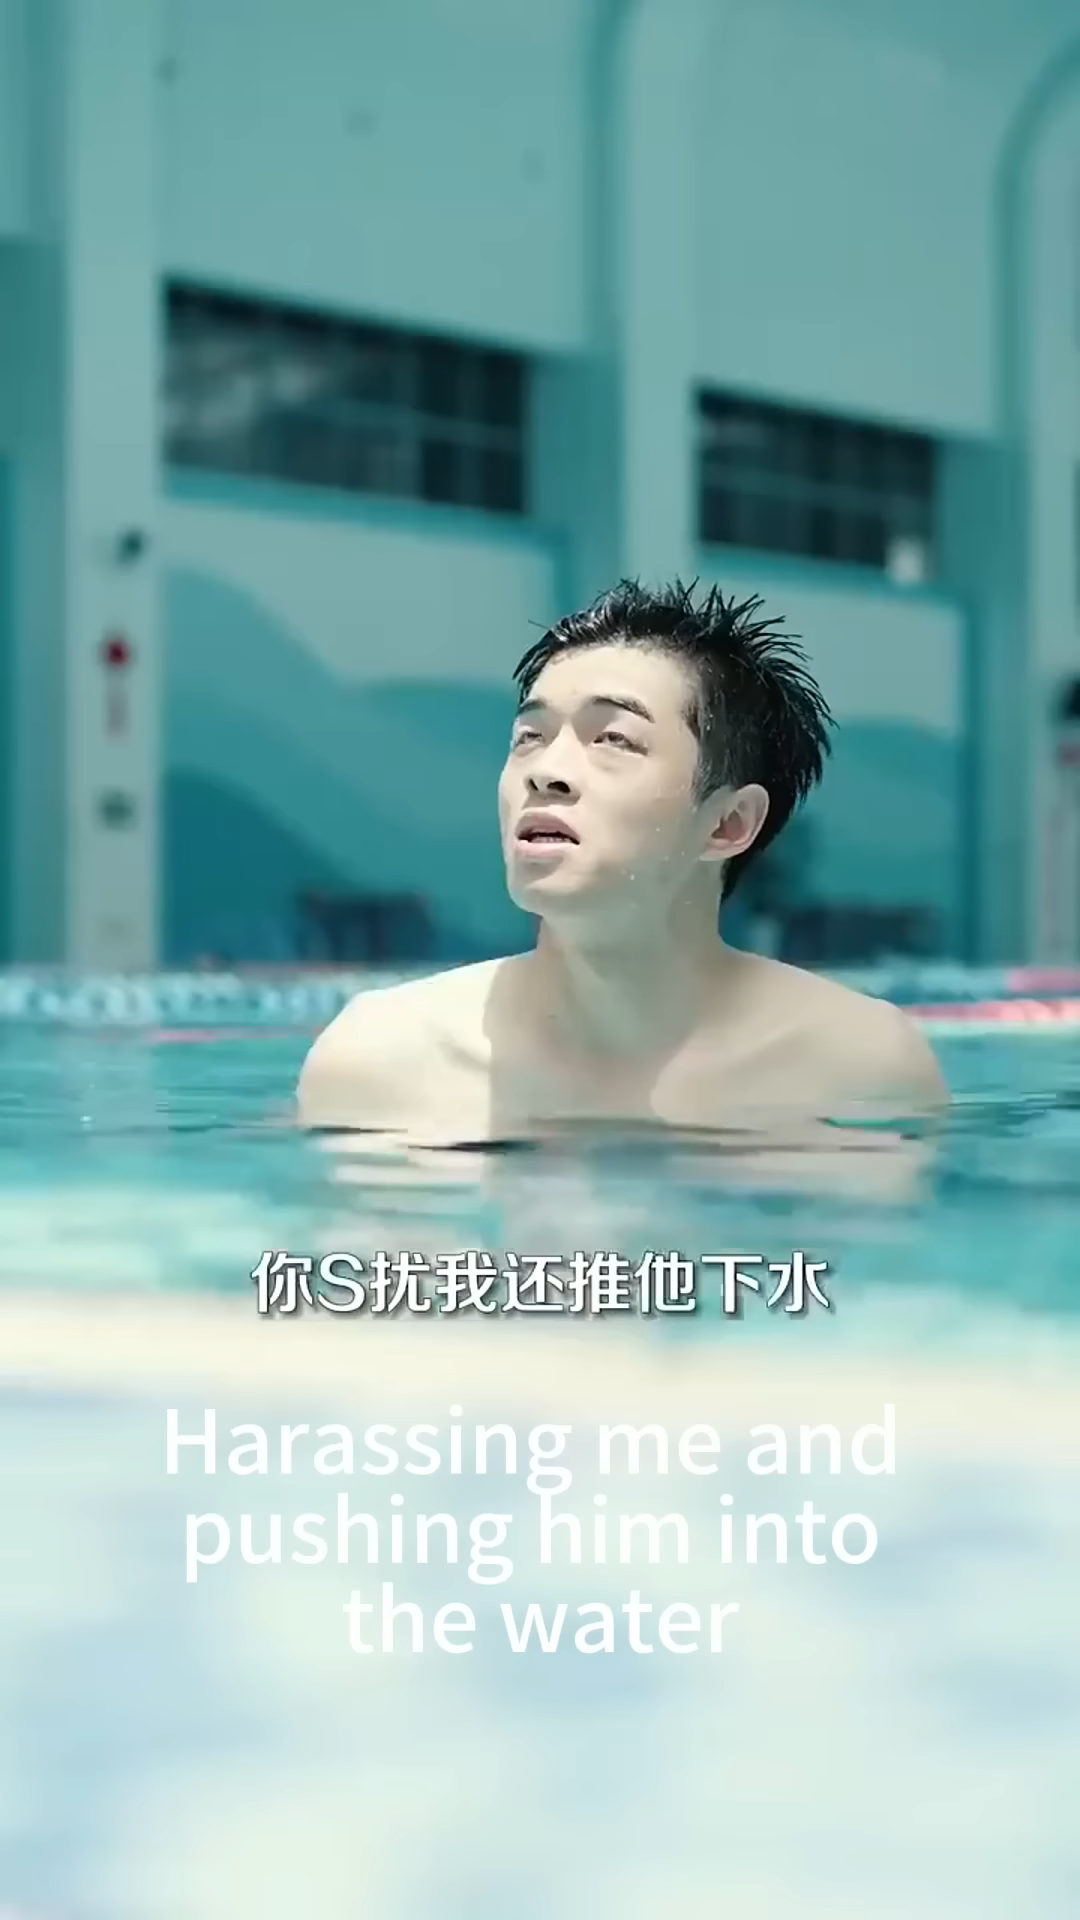 你S扰我还推他下水
Harassing me and
pushing him into
the water